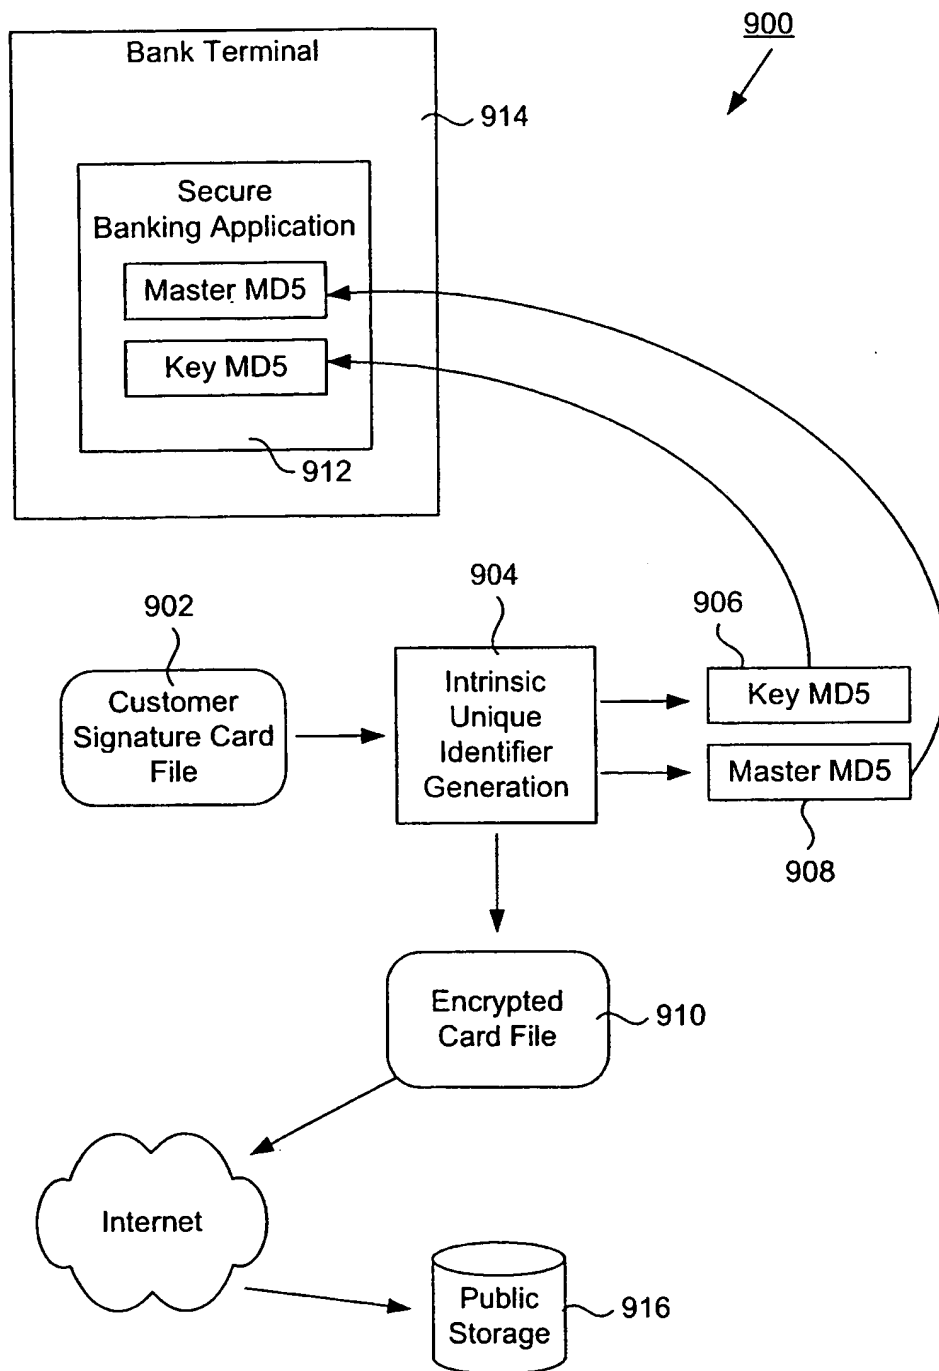 900
Bank Terminal
914
Secure
Banking Application
Master MD5
Key MD5
912
902
904
906
Customer
Signature Card
File
Intrinsic
Unique
Identifier
Generation
Key MD5
Master MD5
908
Encrypted
Card File
910
Internet
Public
Storage
916